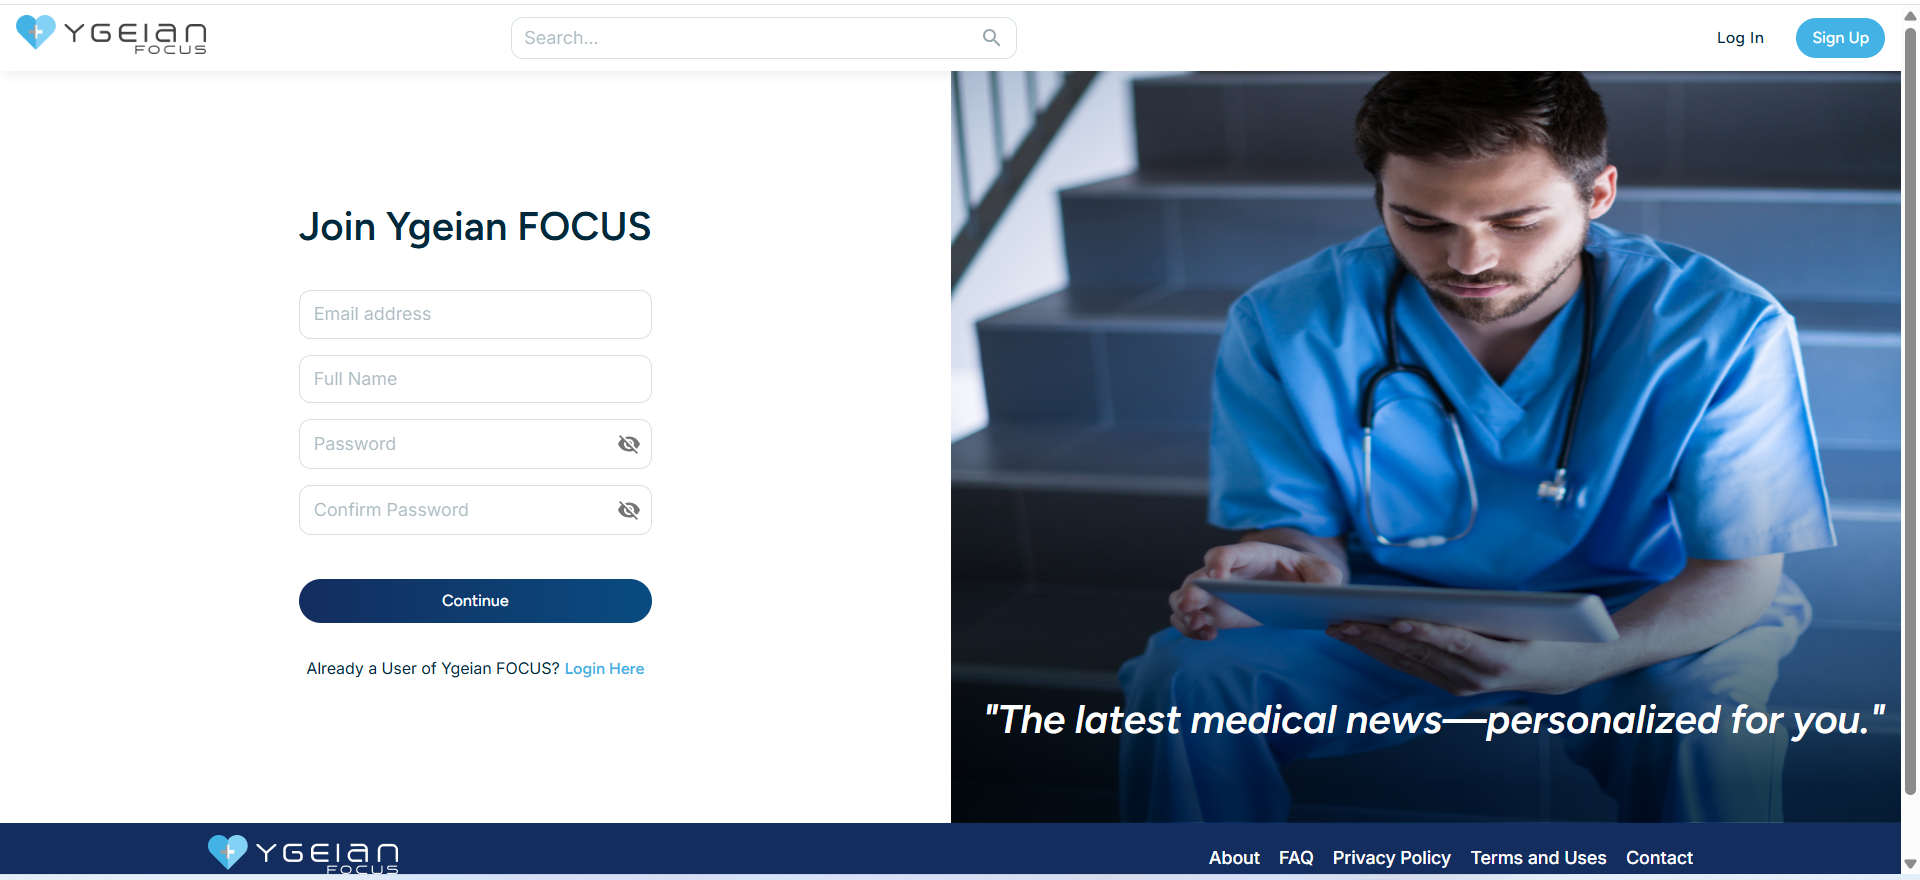 YGEIAN
FOCUS
Search...
Log In
Sign Up
Join Ygeian FOCUS
Email address
Full Name
Password
Confirm Password
Continue
Already a User of Ygeian FOCUS? Login Here
"The latest medical news—personalized for you."
YGEIAN
FOCUS
About FAQ Privacy Policy Terms and Uses Contact